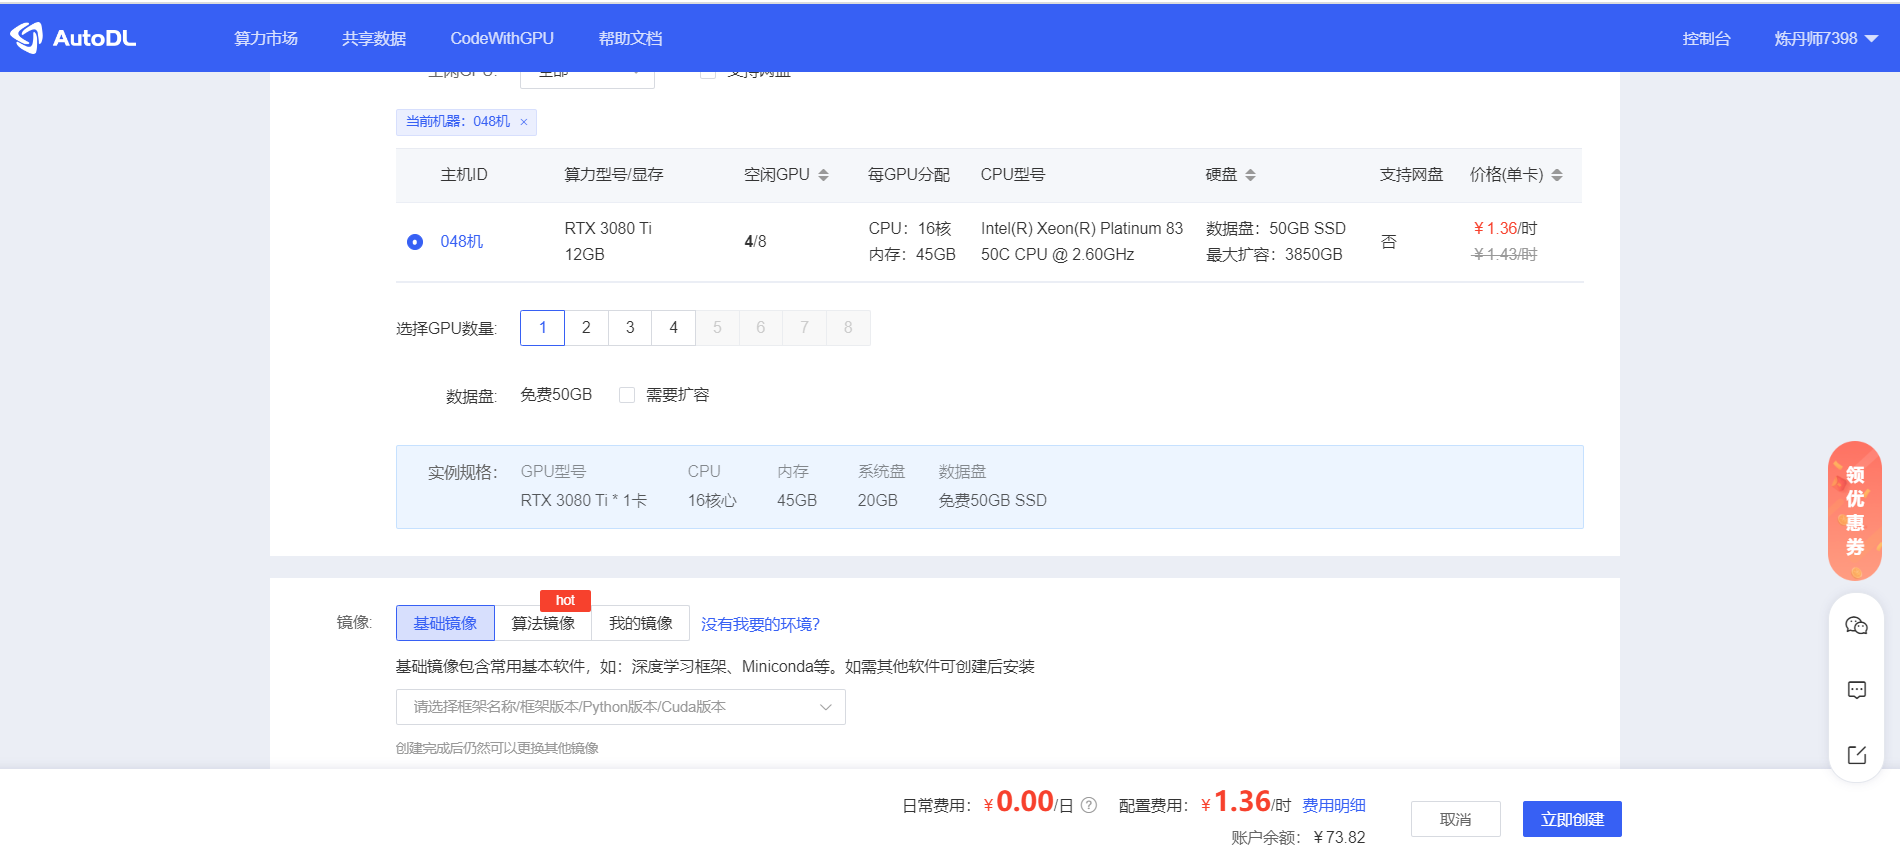 AutoDL 算力市场 共享数据 CodeWithGPU 帮助文档 控制台 炼丹师7398
空闲GPU: 全部 支持网盘
当前机器：048机 ×
主机ID 算力型号/显存 空闲GPU 每GPU分配 CPU型号 硬盘 支持网盘 价格(单卡)
048机 RTX 3080 Ti 12GB 4/8 CPU：16核 内存：45GB Intel(R) Xeon(R) Platinum 8350C CPU @ 2.60GHz 数据盘：50GB SSD 最大扩容：3850GB 否 ￥1.36/时 ￥1.43/时
选择GPU数量: 1 2 3 4 5 6 7 8
数据盘: 免费50GB 需要扩容
实例规格： GPU型号 CPU 内存 系统盘 数据盘
RTX 3080 Ti * 1卡 16核心 45GB 20GB 免费50GB SSD
领优惠券
hot
镜像: 基础镜像 算法镜像 我的镜像 没有我要的环境?
基础镜像包含常用基本软件，如：深度学习框架、Miniconda等。如需其他软件可创建后安装
请选择框架名称/框架版本/Python版本/Cuda版本
创建完成后仍然可以更换其他镜像
日常费用：￥0.00/日 ? 配置费用：￥1.36/时 费用明细
账户余额：￥73.82
取消 立即创建